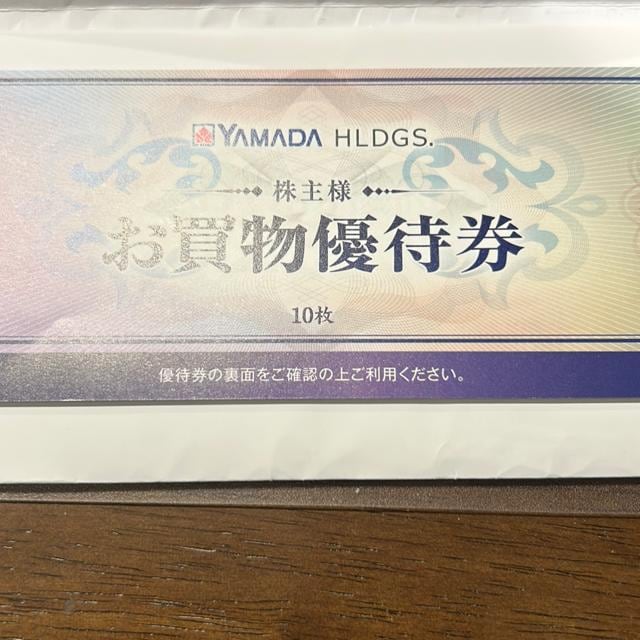 YAMADA HLDGS.
株主様
お買物優待券
10枚
優待券の裏面をご確認の上ご利用ください。